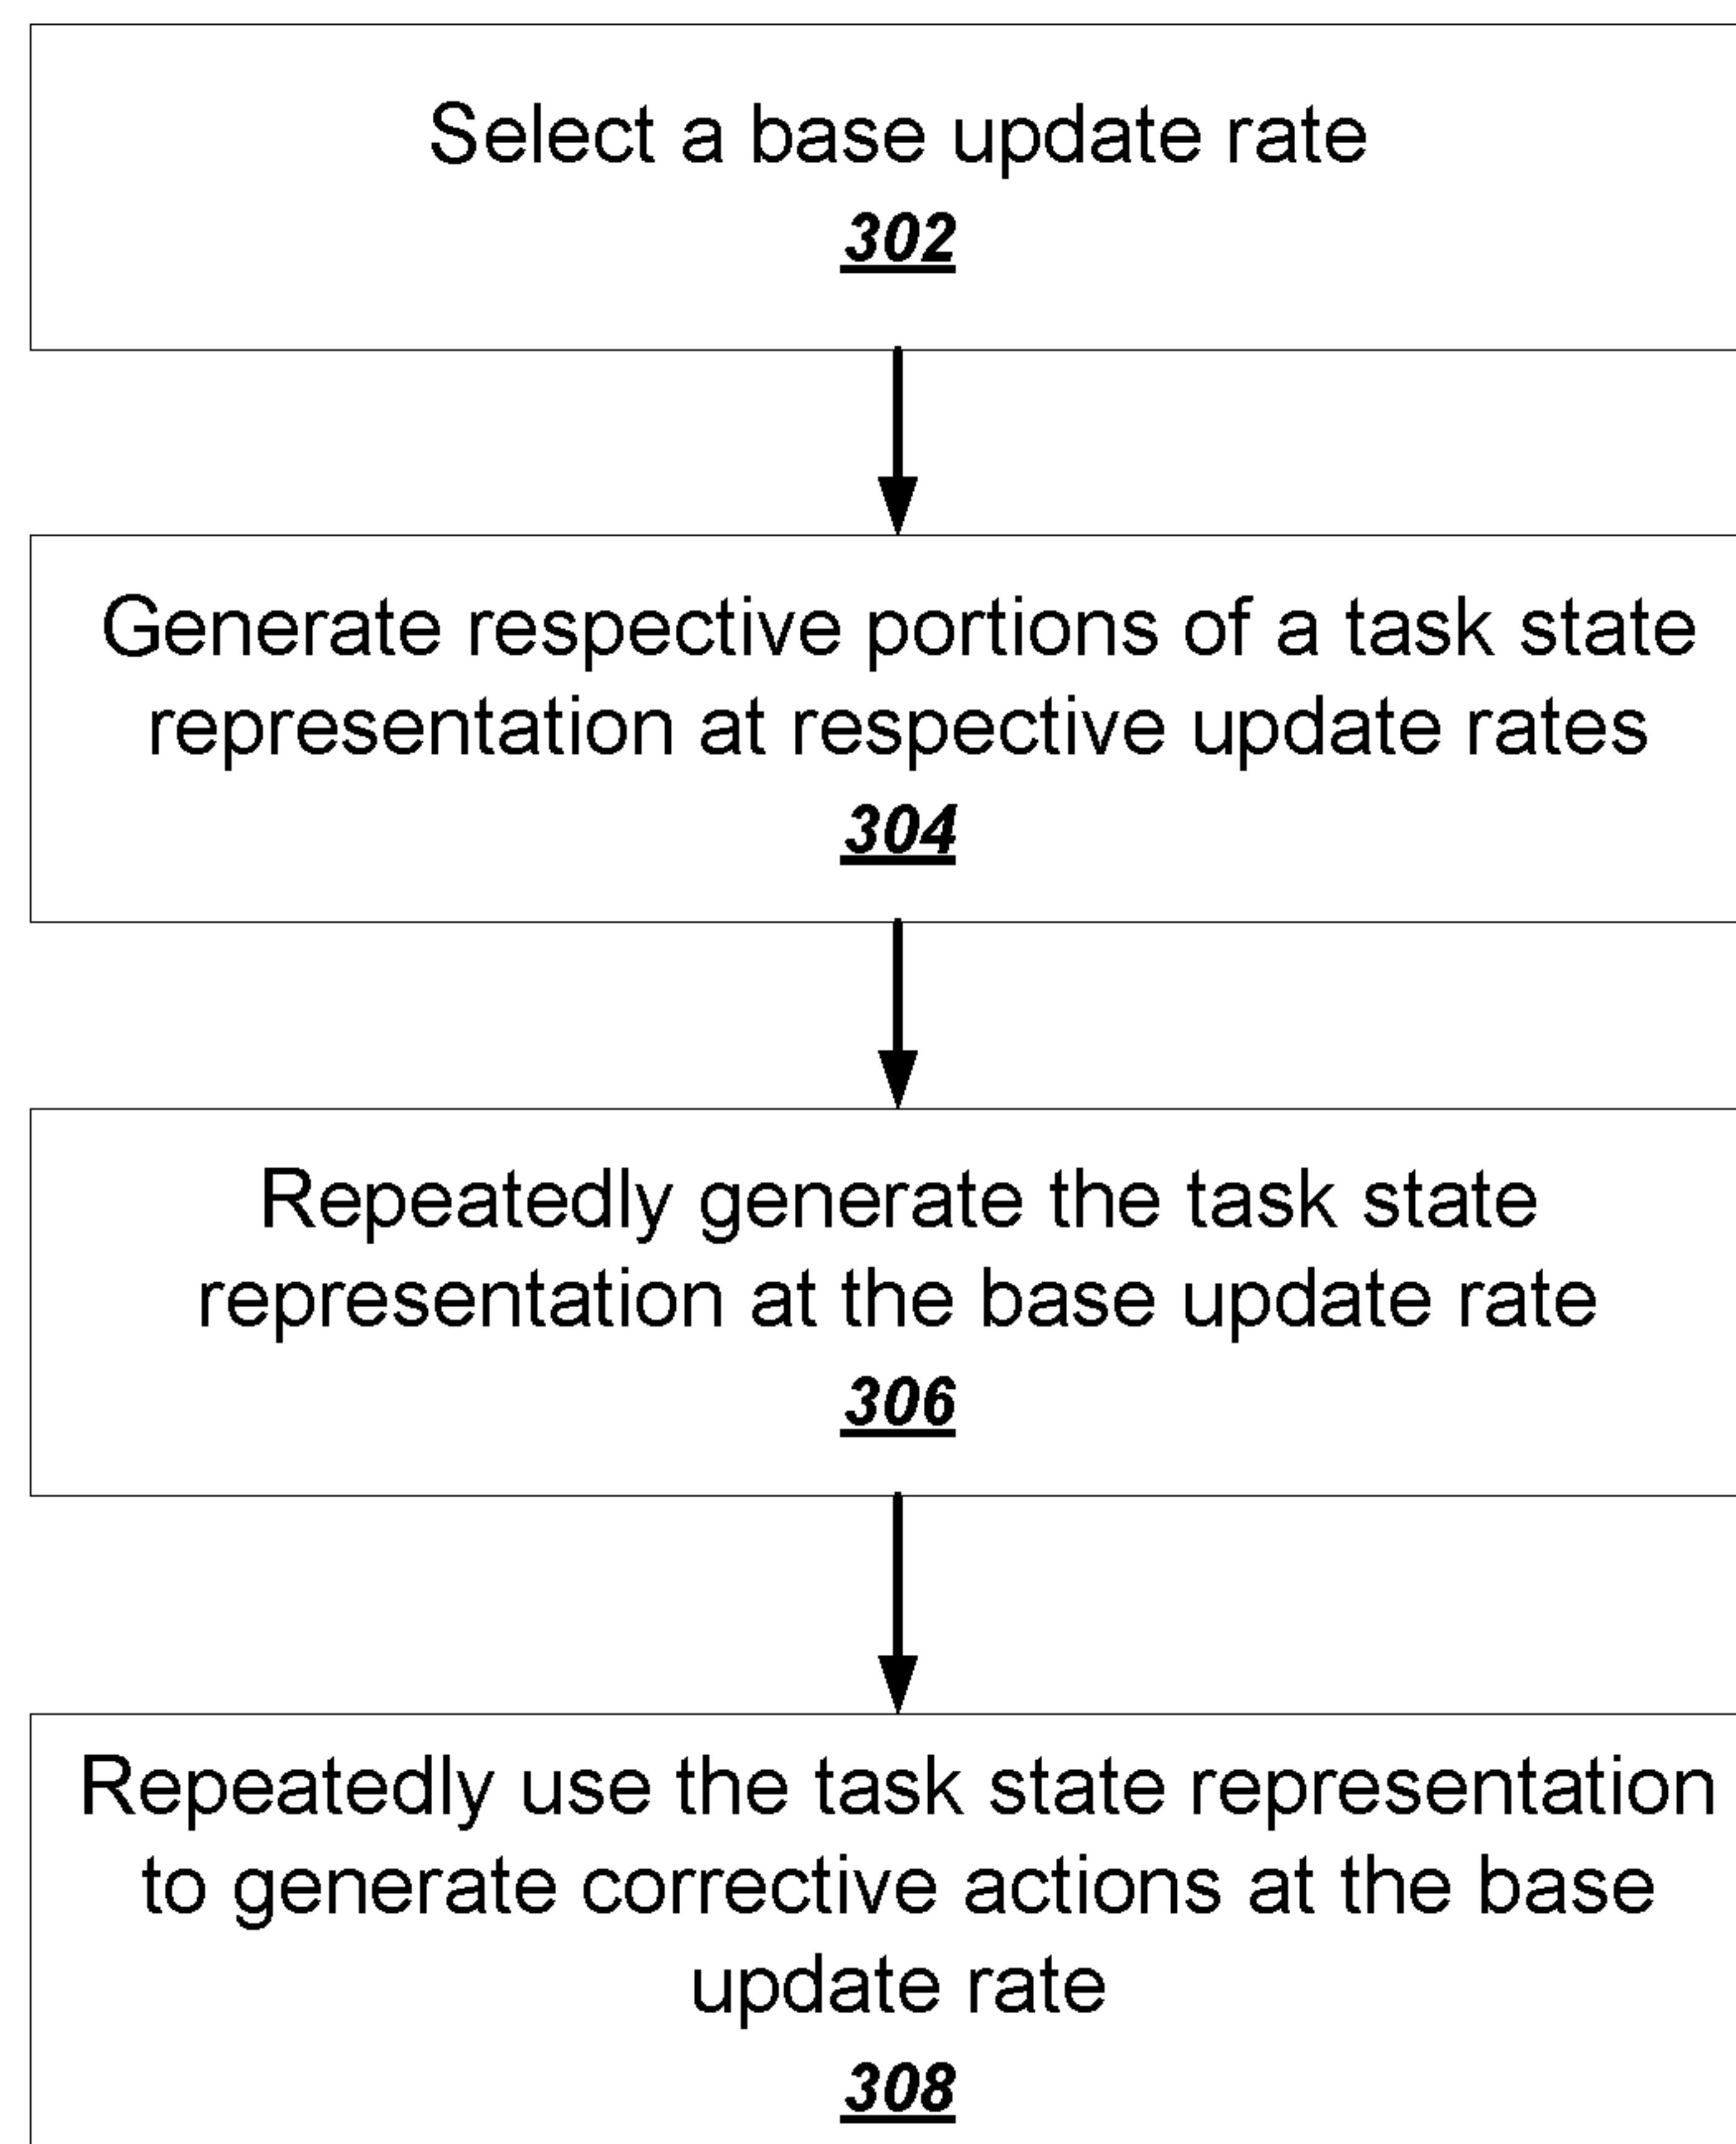 Select a base update rate
302
Generate respective portions of a task state
representation at respective update rates
304
Repeatedly generate the task state
representation at the base update rate
306
Repeatedly use the task state representation
to generate corrective actions at the base
update rate
308